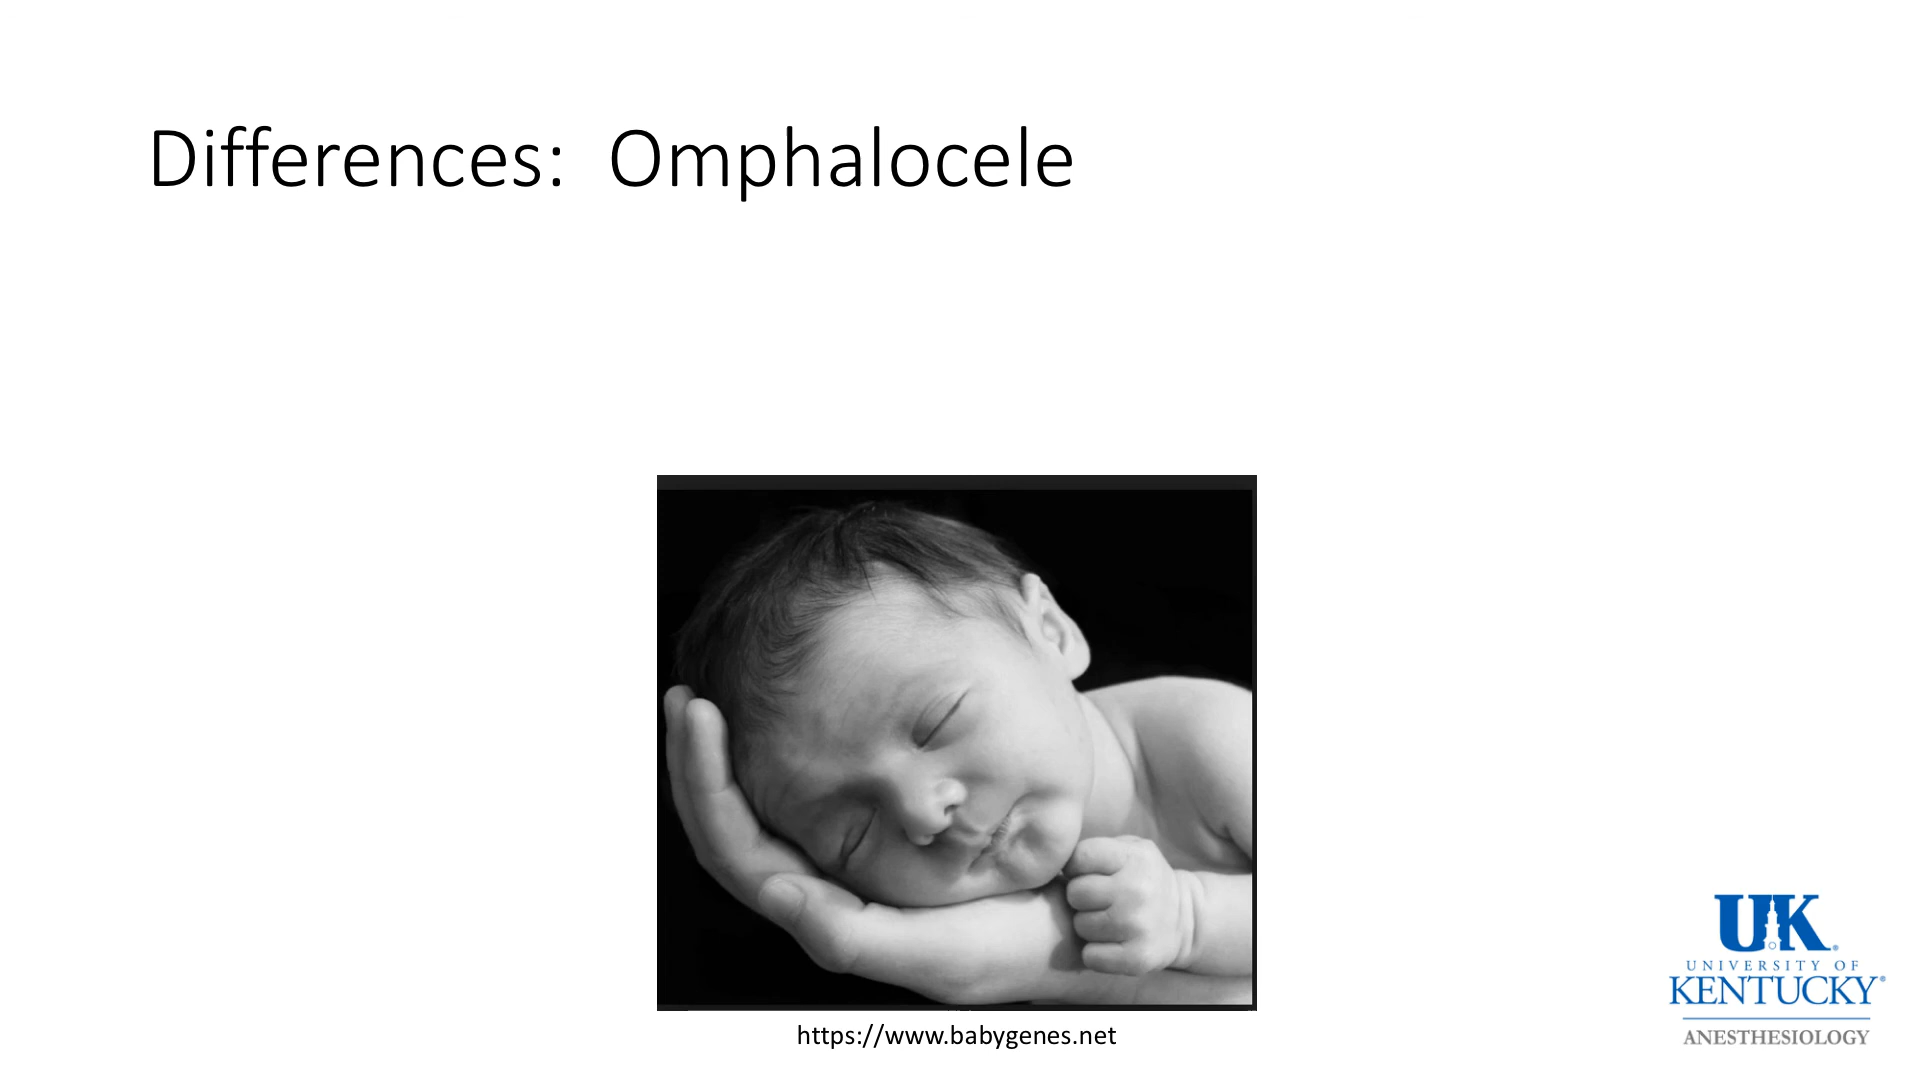 Differences:  Omphalocele
https://www.babygenes.net
UK
UNIVERSITY OF
KENTUCKY®
ANESTHESIOLOGY